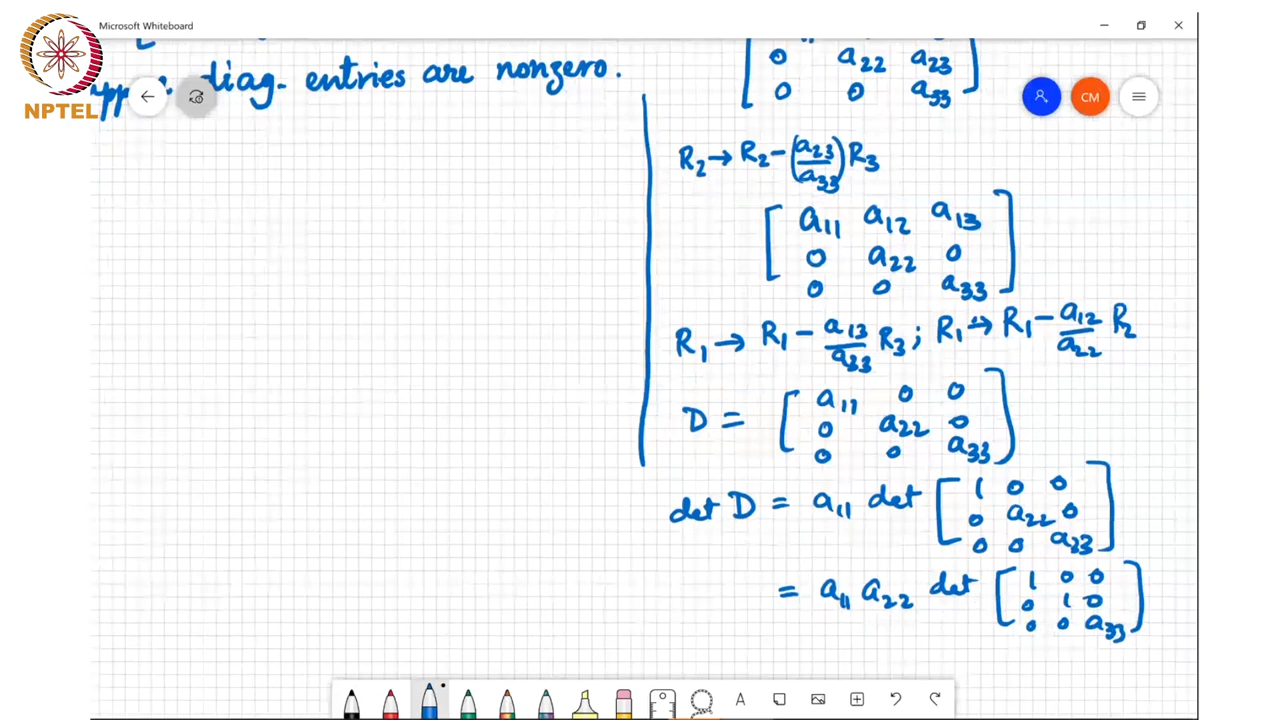 Microsoft Whiteboard
NPTEL
CM
diag. entries are nonzero.
0 a22 a23
0 0 a33
R2 → R2 - (a23/a33) R3
[ a11 a12 a13
0 a22 0
0 0 a33 ]
R1 → R1 - a13/a33 R3 ; R1 → R1 - a12/a22 R2
D = [ a11 0 0
0 a22 0
0 0 a33 ]
det D = a11 det [ 1 0 0
0 a22 0
0 0 a33 ]
= a11 a22 det [ 1 0 0
0 1 0
0 0 a33 ]
A